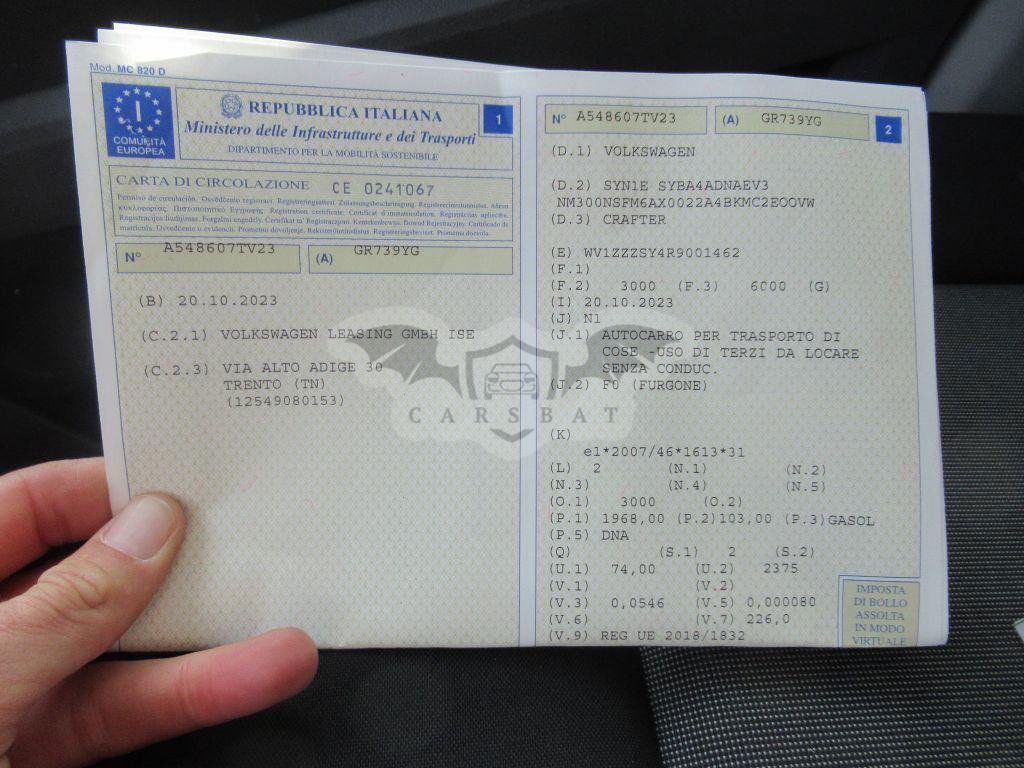 Mod. MC 820 D
I
COMUNITÀ
EUROPEA
REPUBBLICA ITALIANA
Ministero delle Infrastrutture e dei Trasporti
DIPARTIMENTO PER LA MOBILITÀ SOSTENIBILE
1
CARTA DI CIRCOLAZIONE CE 0241067
N° A548607TV23 (A) GR739YG
(B) 20.10.2023
(C.2.1) VOLKSWAGEN LEASING GMBH ISE
(C.2.3) VIA ALTO ADIGE 30
TRENTO (TN)
(12549080153)
N° A548607TV23 (A) GR739YG
2
(D.1) VOLKSWAGEN
(D.2) SYN1E SYBA4ADNAEV3
NM300NSFM6AX0022A4BKMC2EOOVW
(D.3) CRAFTER
(E) WV1ZZZSY4R9001462
(F.1)
(F.2) 3000 (F.3) 6000 (G)
(I) 20.10.2023
(J) N1
(J.1) AUTOCARRO PER TRASPORTO DI
COSE -USO DI TERZI DA LOCARE
SENZA CONDUC.
(J.2) F0 (FURGONE)
(K)
e1*2007/46*1613*31
(L) 2 (N.1) (N.2)
(N.3) (N.4) (N.5)
(O.1) 3000 (O.2)
(P.1) 1968,00 (P.2)103,00 (P.3)GASOL
(P.5) DNA
(Q) (S.1) 2 (S.2)
(U.1) 74,00 (U.2) 2375
(V.1) (V.2)
(V.3) 0,0546 (V.5) 0,000080
(V.6) (V.7) 226,0
(V.9) REG UE 2018/1832
IMPOSTA
DI BOLLO
ASSOLTA
IN MODO
VIRTUALE
CARSBAT